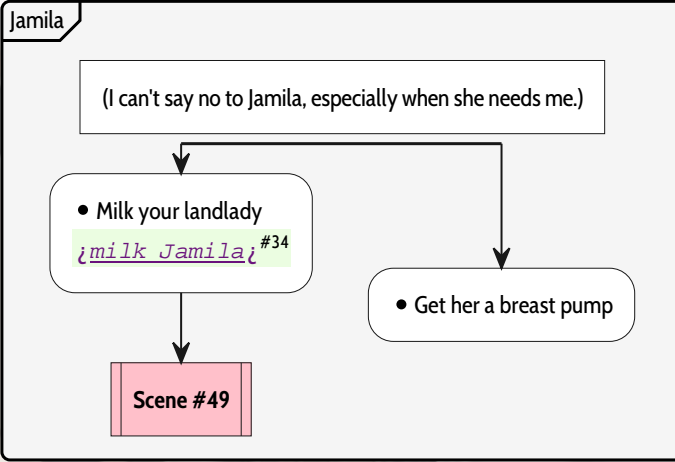 Jamila
(I can't say no to Jamila, especially when she needs me.)
● Milk your landlady
¿milk Jamila¿#34
● Get her a breast pump
Scene #49